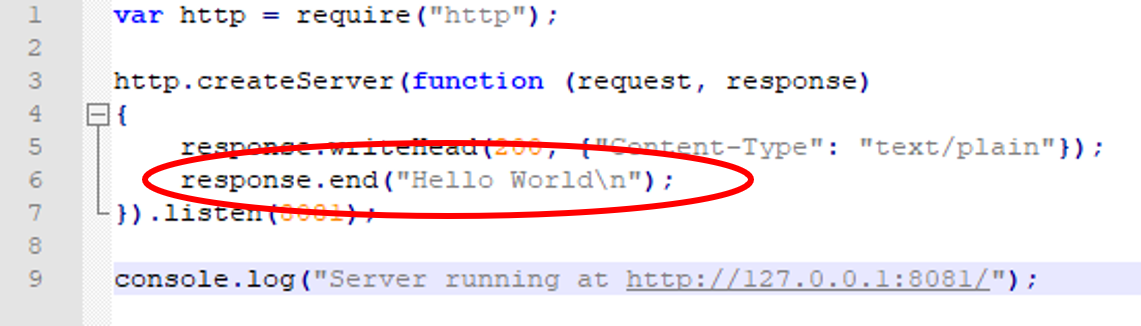 1 var http = require("http");
2
3 http.createServer(function (request, response)
4 {
5 response.writeHead(200, {"Content-Type": "text/plain"});
6 response.end("Hello World\n");
7 }).listen(8081);
8
9 console.log("Server running at http://127.0.0.1:8081/");